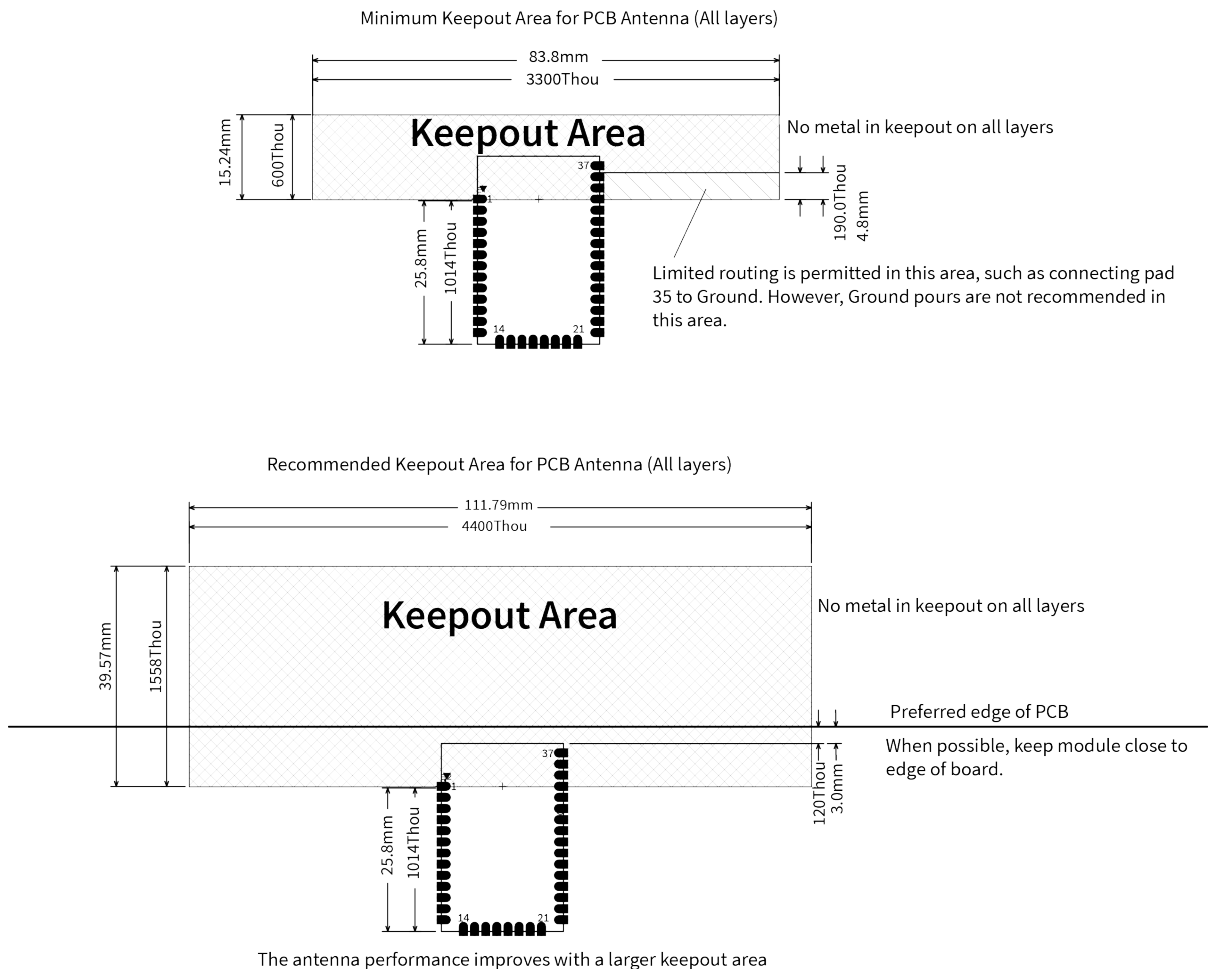 Minimum Keepout Area for PCB Antenna (All layers)
83.8mm
3300Thou
Keepout Area
No metal in keepout on all layers
15.24mm
600Thou
37
1
190.0Thou
4.8mm
25.8mm
1014Thou
Limited routing is permitted in this area, such as connecting pad
35 to Ground. However, Ground pours are not recommended in
this area.
14
21
Recommended Keepout Area for PCB Antenna (All layers)
111.79mm
4400Thou
Keepout Area
No metal in keepout on all layers
39.57mm
1558Thou
Preferred edge of PCB
When possible, keep module close to
edge of board.
37
1
120Thou
3.0mm
25.8mm
1014Thou
14
21
The antenna performance improves with a larger keepout area